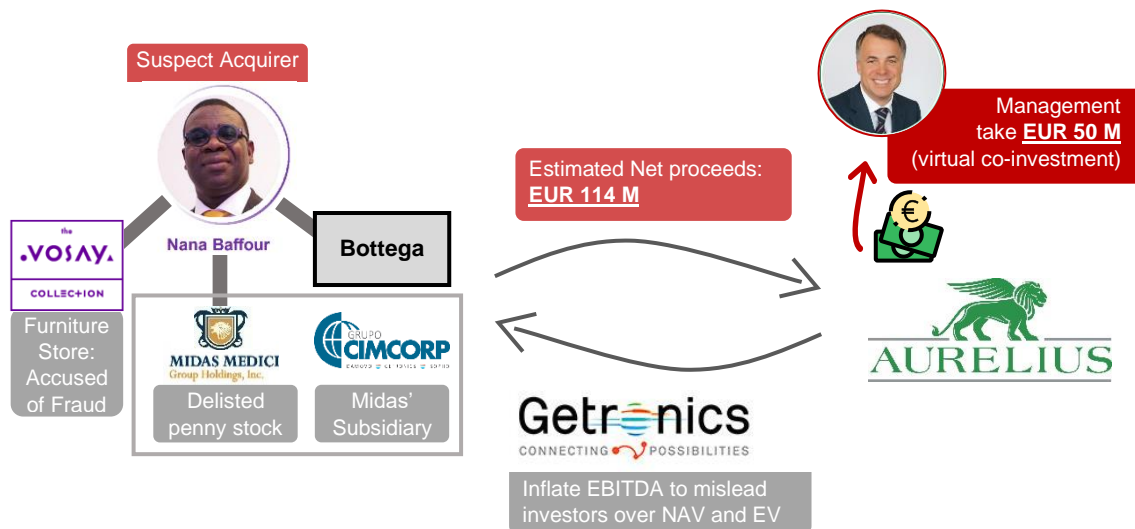 Suspect Acquirer
Nana Baffour
the
.VOSAY.
COLLEC+ION
Furniture
Store:
Accused
of Fraud
Bottega
MIDAS MEDICI
Group Holdings, Inc.
Delisted
penny stock
GRUPO
CIMCORP
Midas'
Subsidiary
Estimated Net proceeds:
EUR 114 M
Getronics
CONNECTING POSSIBILITIES
Inflate EBITDA to mislead
investors over NAV and EV
Management
take EUR 50 M
(virtual co-investment)
€
AURELIUS